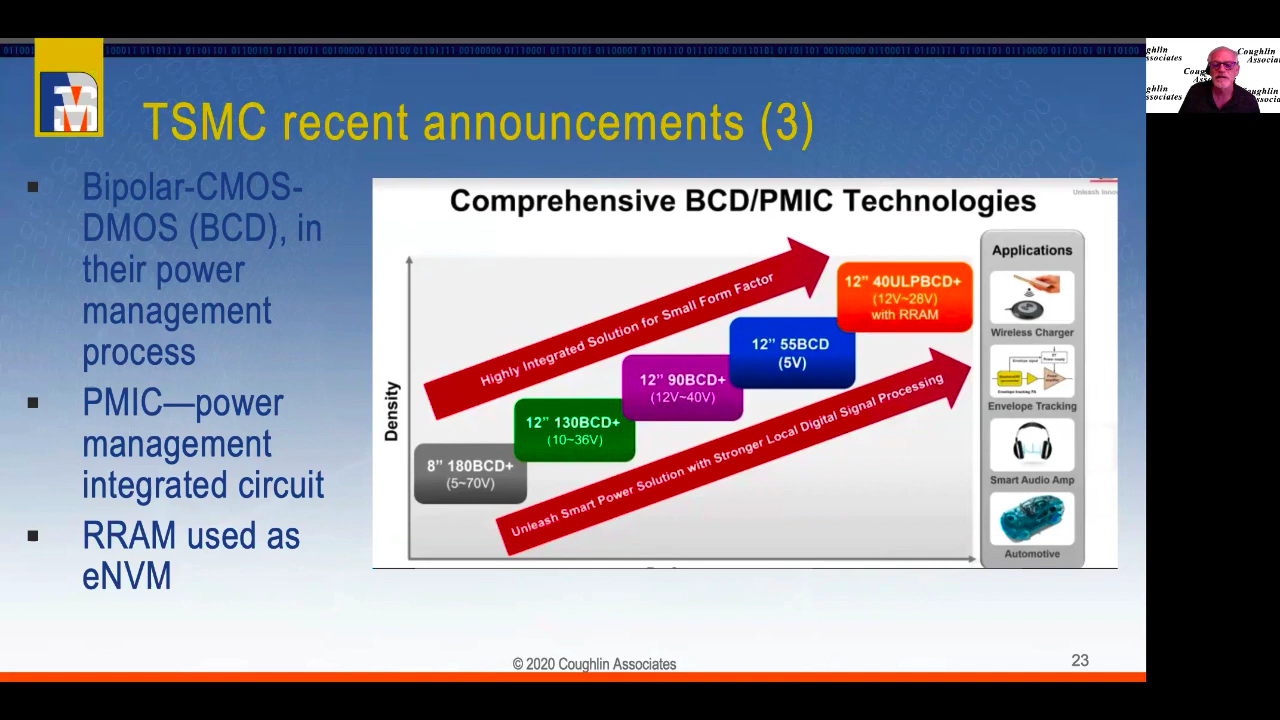 TSMC recent announcements (3)
▪ Bipolar-CMOS-
DMOS (BCD), in
their power
management
process
▪ PMIC—power
management
integrated circuit
▪ RRAM used as
eNVM
Unleash
Comprehensive BCD/PMIC Technologies
Density
Highly Integrated Solution for Small Form Factor
12” 40ULPBCD+
(12V~28V)
with RRAM
12” 55BCD
(5V)
12” 90BCD+
(12V~40V)
12” 130BCD+
(10~36V)
8” 180BCD+
(5~70V)
Unleash Smart Power Solution with Stronger Local Digital Signal Processing
Applications
Wireless Charger
Envelope Tracking
Smart Audio Amp
Automotive
© 2020 Coughlin Associates
23
Coughlin
Associates